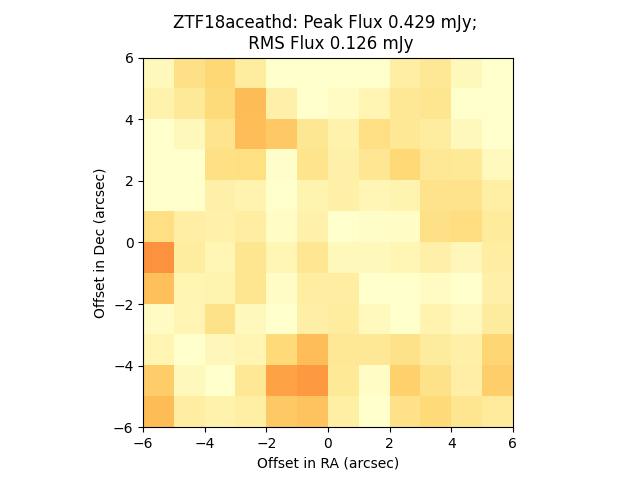 ZTF18aceathd: Peak Flux 0.429 mJy;
RMS Flux 0.126 mJy
6
4
2
0
−2
−4
−6
Offset in Dec (arcsec)
−6 −4 −2 0 2 4 6
Offset in RA (arcsec)